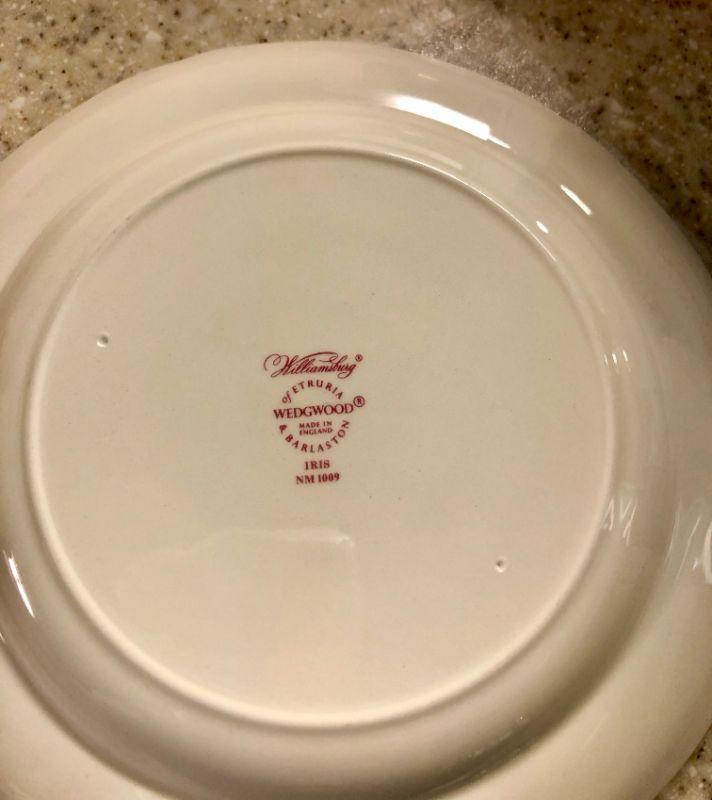 Williamsburg®
of ETRURIA
WEDGWOOD®
MADE IN
ENGLAND
& BARLASTON
IRIS
NM 1009